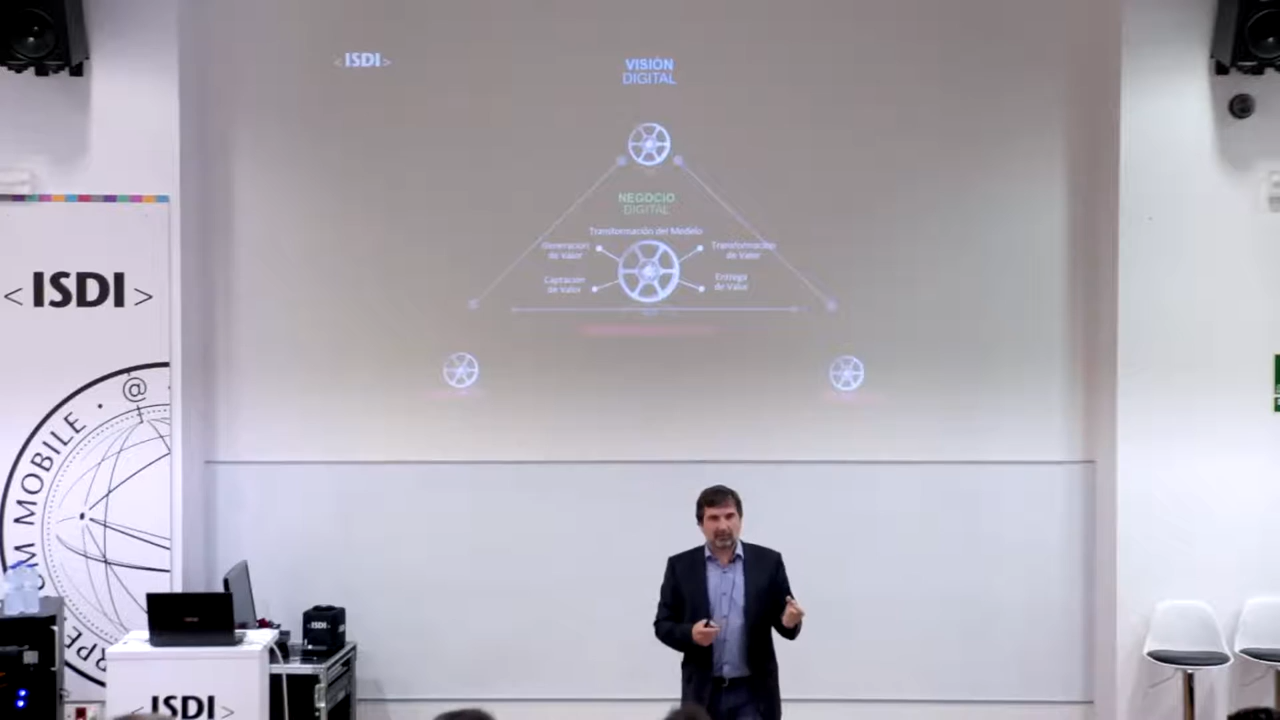 <ISDI>
VISIÓN
DIGITAL
NEGOCIO
DIGITAL
Transformación del Modelo
Generación
de Valor
Transformación
de Valor
Captación
de Valor
Entrega
de Valor
<ISDI>
MOBILE · @
<ISDI>
<ISDI>